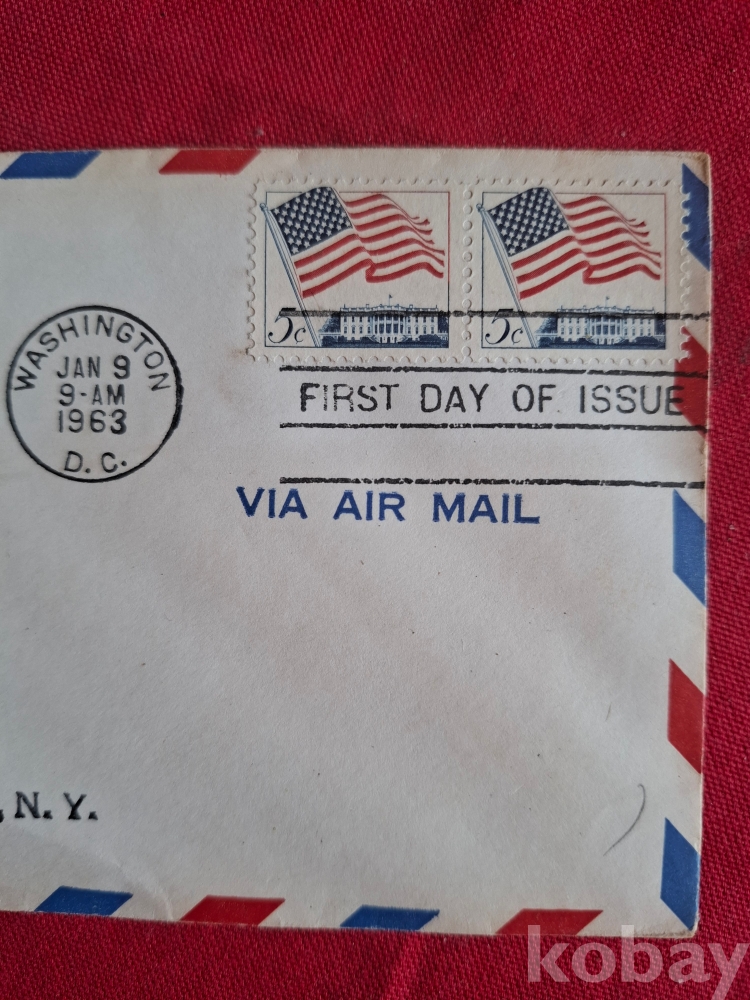 5c 5c
WASHINGTON
JAN 9
9-AM
1963
D. C.
FIRST DAY OF ISSUE
VIA AIR MAIL
, N. Y.
kobay